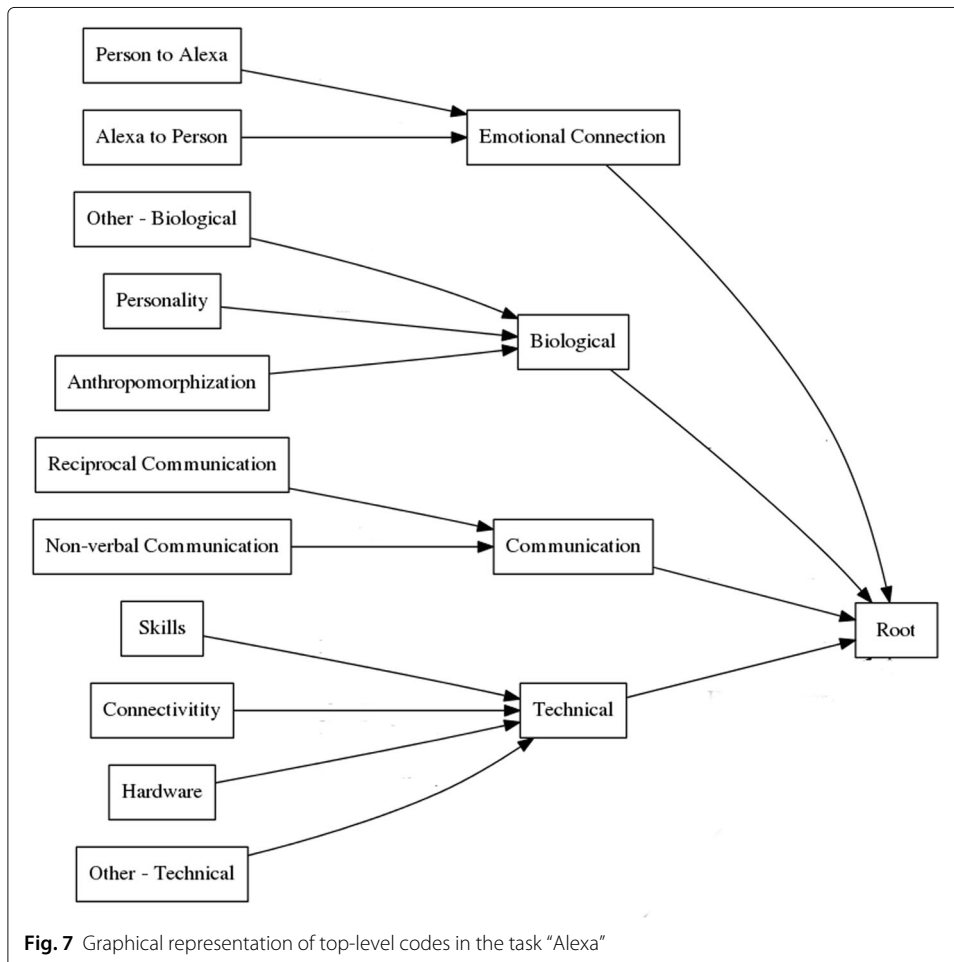 Person to Alexa
Alexa to Person
Emotional Connection
Other - Biological
Personality
Anthropomorphization
Biological
Reciprocal Communication
Non-verbal Communication
Communication
Skills
Connectivitity
Hardware
Other - Technical
Technical
Root
Fig. 7 Graphical representation of top-level codes in the task “Alexa”